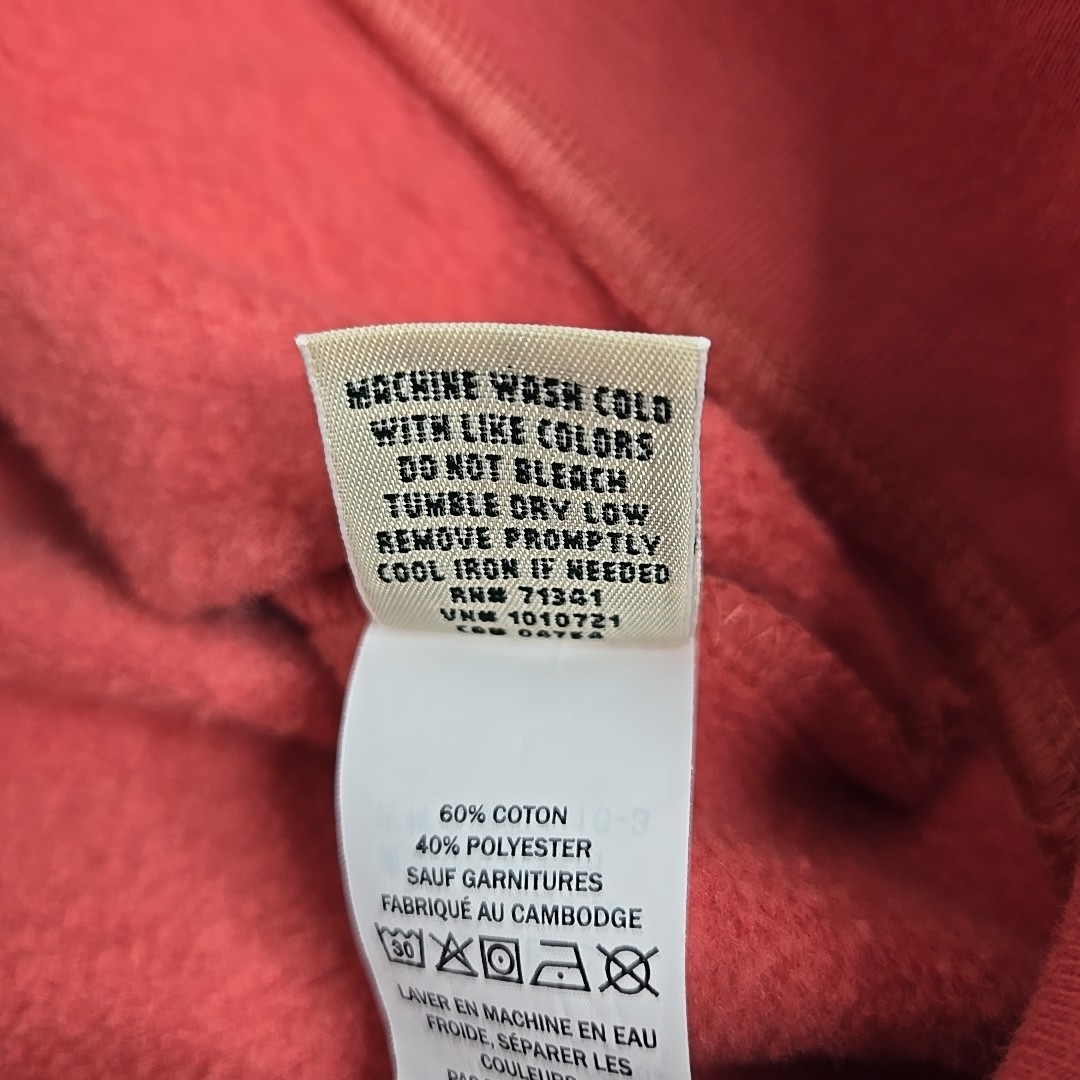 MACHINE WASH COLD
WITH LIKE COLORS
DO NOT BLEACH
TUMBLE DRY LOW
REMOVE PROMPTLY
COOL IRON IF NEEDED
RN# 71341
VN# 1010721
60% COTON
40% POLYESTER
SAUF GARNITURES
FABRIQUÉ AU CAMBODGE
30
LAVER EN MACHINE EN EAU
FROIDE, SÉPARER LES
COULEURS